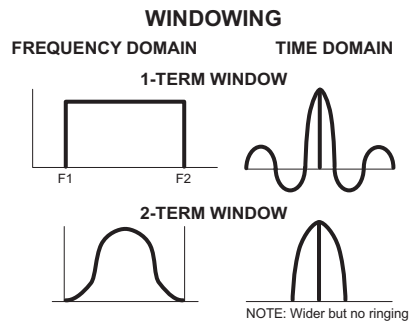 WINDOWING
FREQUENCY DOMAIN TIME DOMAIN
1-TERM WINDOW
F1 F2
2-TERM WINDOW
NOTE: Wider but no ringing